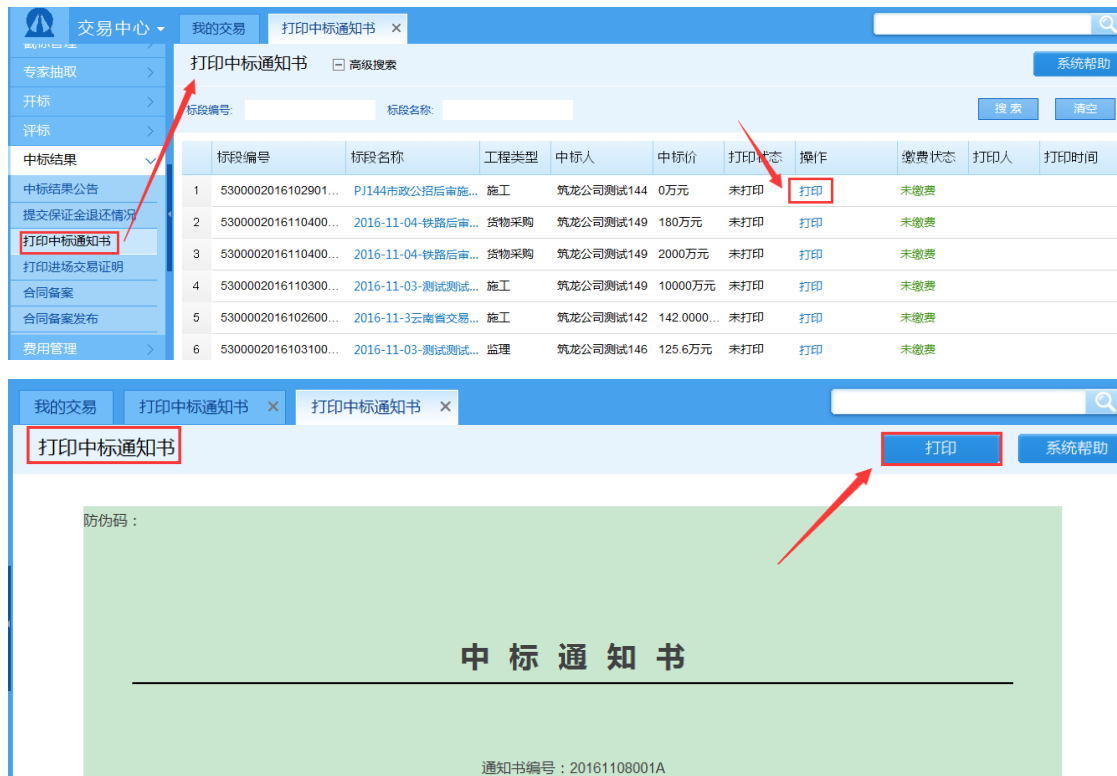 交易中心
我的交易
打印中标通知书 ×
截标管理
专家抽取
开标
评标
中标结果
中标结果公告
提交保证金退还情况
打印中标通知书
打印进场交易证明
合同备案
合同备案发布
费用管理
打印中标通知书
高级搜索
系统帮助
标段编号:
标段名称:
搜索
清空
标段编号 标段名称 工程类型 中标人 中标价 打印状态 操作 缴费状态 打印人 打印时间
1 5300002016102901... PJ144市政公招后审施... 施工 筑龙公司测试144 0万元 未打印 打印 未缴费
2 5300002016110400... 2016-11-04-铁路后审... 货物采购 筑龙公司测试149 180万元 未打印 打印 未缴费
3 5300002016110400... 2016-11-04-铁路后审... 货物采购 筑龙公司测试149 2000万元 未打印 打印 未缴费
4 5300002016110300... 2016-11-03-测试测试... 施工 筑龙公司测试149 10000万元 未打印 打印 未缴费
5 5300002016102600... 2016-11-3云南省交易... 施工 筑龙公司测试142 142.0000... 未打印 打印 未缴费
6 5300002016103100... 2016-11-03-测试测试... 监理 筑龙公司测试146 125.6万元 未打印 打印 未缴费
我的交易
打印中标通知书 ×
打印中标通知书 ×
打印中标通知书
打印
系统帮助
防伪码：
中标通知书
通知书编号：20161108001A